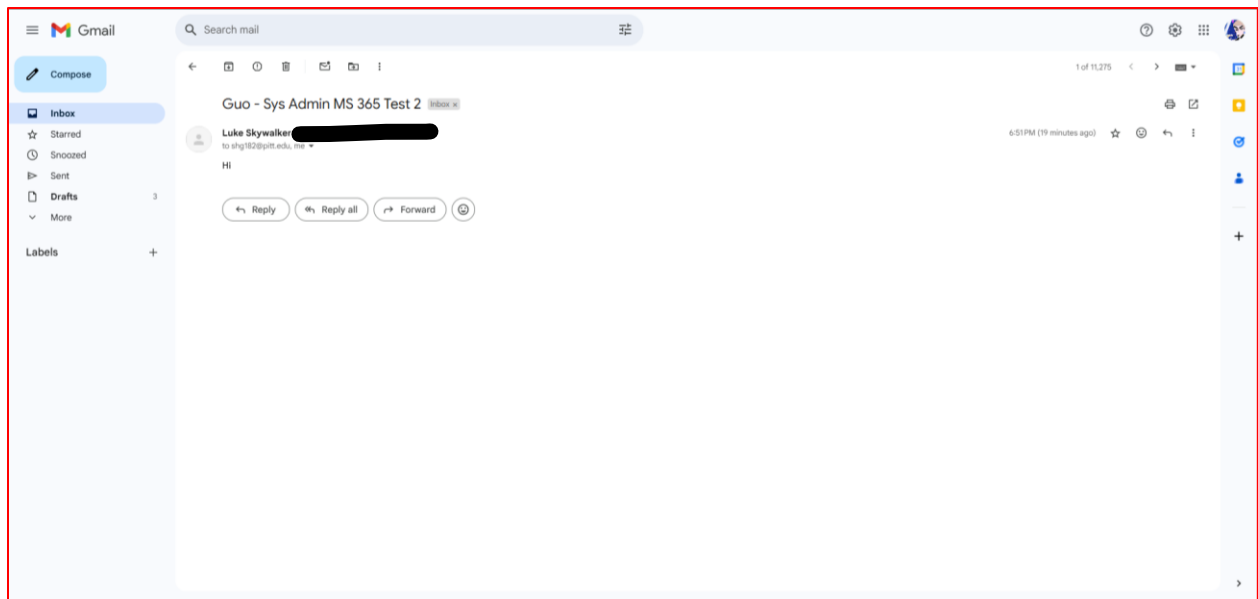 Gmail
Search mail
Compose
1 of 11,275
Inbox
Starred
Snoozed
Sent
Drafts 3
More
Labels
Guo - Sys Admin MS 365 Test 2 Inbox x
Luke Skywalker
6:51 PM (19 minutes ago)
to shg182@pitt.edu, me
Hi
Reply
Reply all
Forward